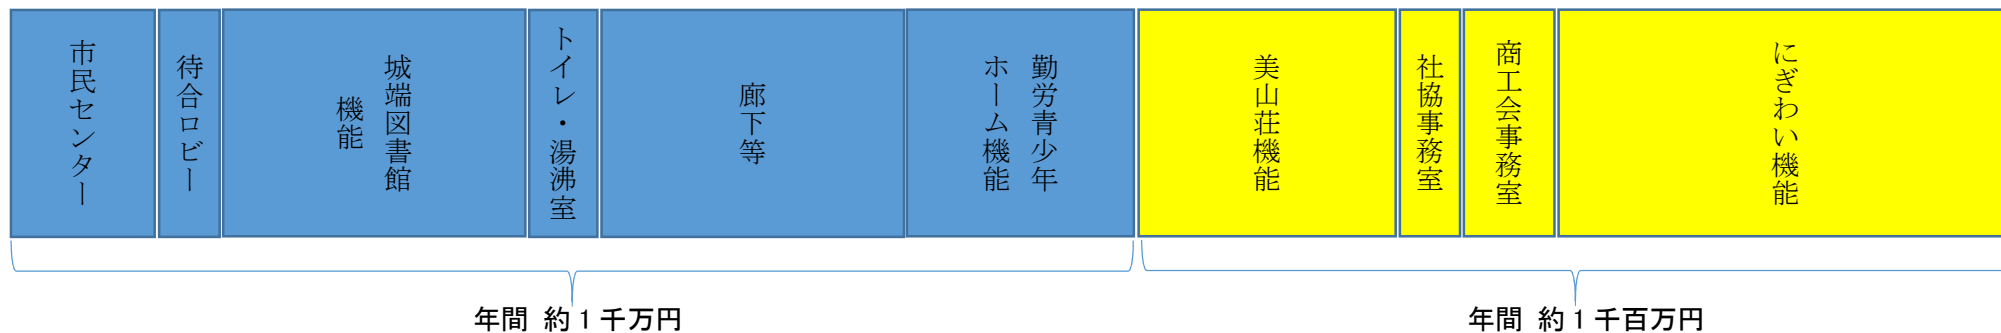 市民センター
待合ロビー
城端図書館
機能
トイレ・湯沸室
廊下等
勤労青少年
ホーム機能
美山荘機能
社協事務室
商工会事務室
にぎわい機能
年間 約1千万円
年間 約1千百万円